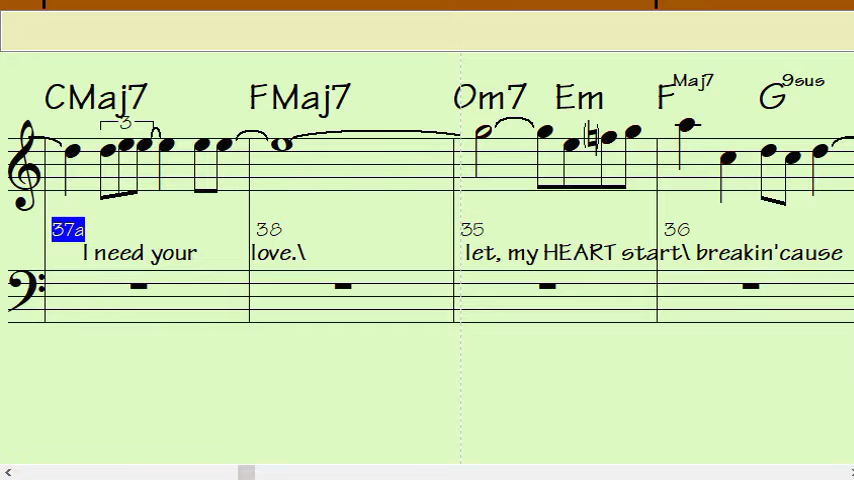 CMaj7 FMaj7 Dm7 Em F Maj7 G 9sus
3
37a 38 35 36
I need your love.\ let, my HEART start\ breakin'cause